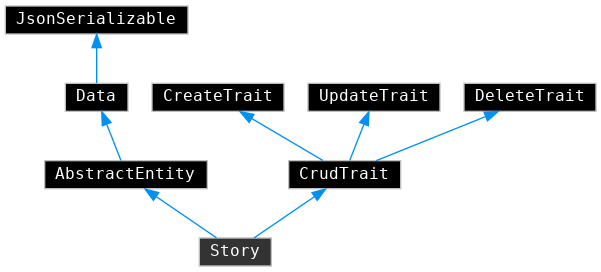 JsonSerializable
Data
CreateTrait
UpdateTrait
DeleteTrait
AbstractEntity
CrudTrait
Story